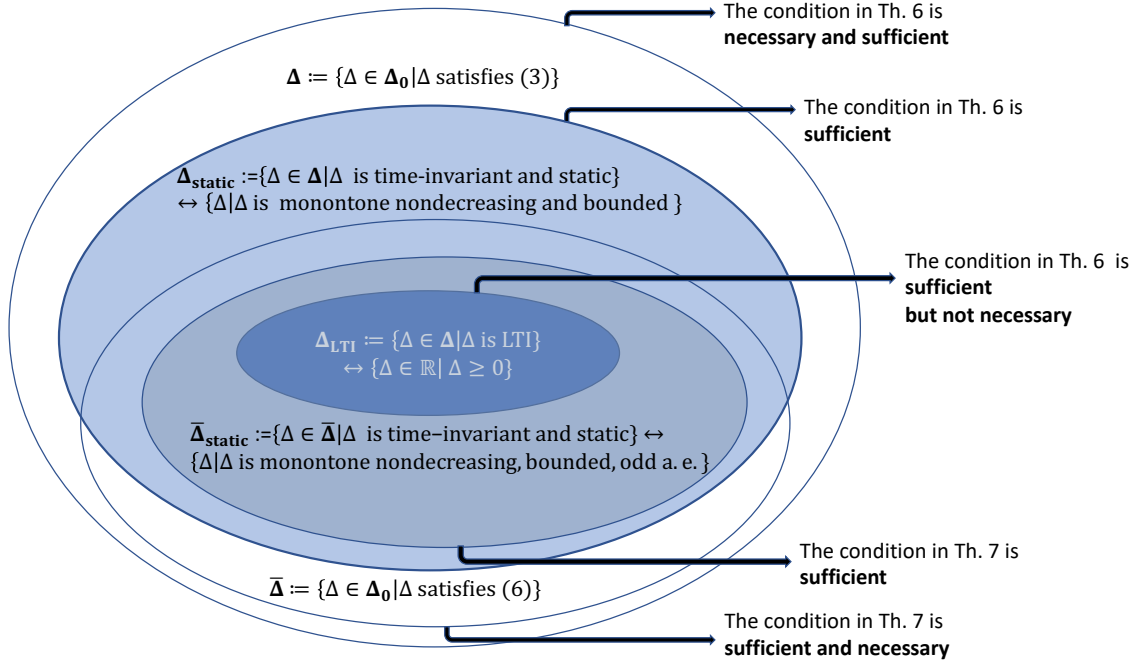 The condition in Th. 6 is
necessary and sufficient
𝚫 ≔ {Δ ∈ 𝚫₀|Δ satisfies (3)}
The condition in Th. 6 is
sufficient
𝚫static :={Δ ∈ 𝚫|Δ is time-invariant and static}
↔ {Δ|Δ is monontone nondecreasing and bounded }
The condition in Th. 6 is
sufficient
but not necessary
𝚫LTI ≔ {Δ ∈ 𝚫|Δ is LTI}
↔ {Δ ∈ ℝ| Δ ≥ 0}
𝚫̅static :={Δ ∈ 𝚫̅|Δ is time−invariant and static} ↔
{Δ|Δ is monontone nondecreasing, bounded, odd a. e. }
The condition in Th. 7 is
sufficient
𝚫̅ ≔ {Δ ∈ 𝚫₀|Δ satisfies (6)}
The condition in Th. 7 is
sufficient and necessary